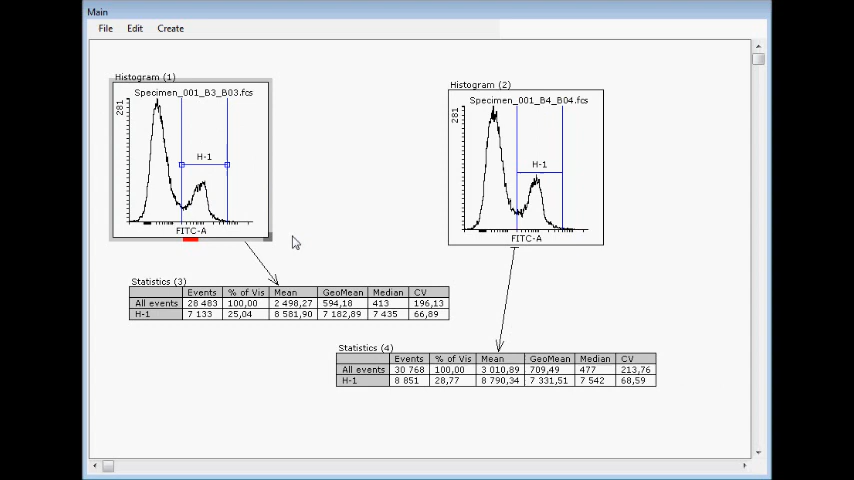 Main
File Edit Create
Histogram (1)
Specimen_001_B3_B03.fcs
281
H-1
FITC-A
Histogram (2)
Specimen_001_B4_B04.fcs
281
H-1
FITC-A
Statistics (3)
Events % of Vis Mean GeoMean Median CV
All events 28 483 100,00 2 498,27 594,18 413 196,13
H-1 7 133 25,04 8 581,90 7 182,89 7 435 66,89
Statistics (4)
Events % of Vis Mean GeoMean Median CV
All events 30 768 100,00 3 010,89 709,49 477 213,76
H-1 8 851 28,77 8 790,34 7 331,51 7 542 68,59